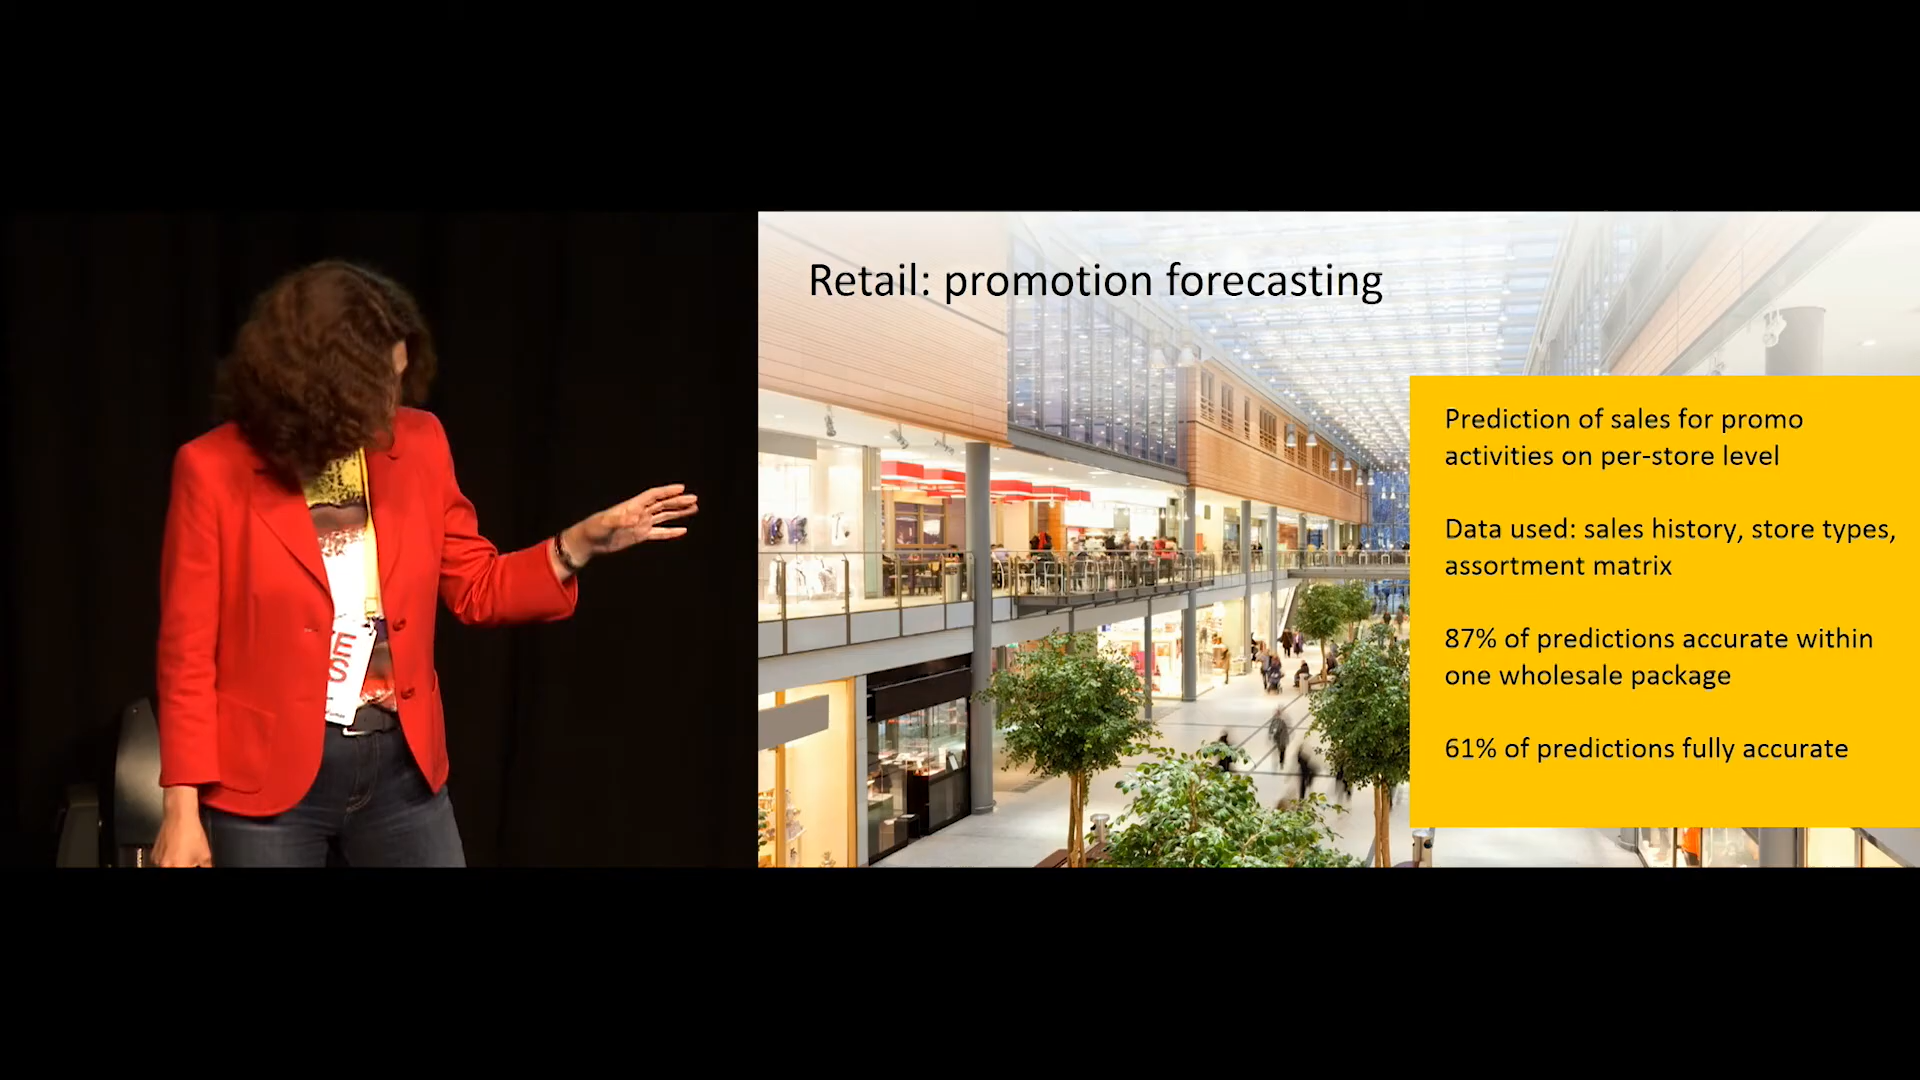 Retail: promotion forecasting
Prediction of sales for promo
activities on per-store level
Data used: sales history, store types,
assortment matrix
87% of predictions accurate within
one wholesale package
61% of predictions fully accurate
ES